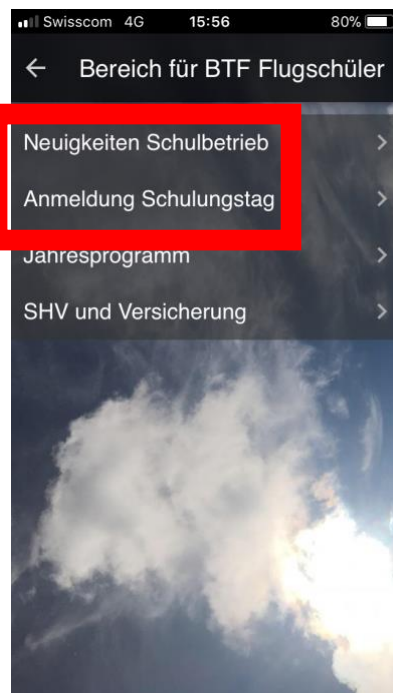 Swisscom 4G 15:56 80%
Bereich für BTF Flugschüler
Neuigkeiten Schulbetrieb
Anmeldung Schulungstag
Jahresprogramm
SHV und Versicherung